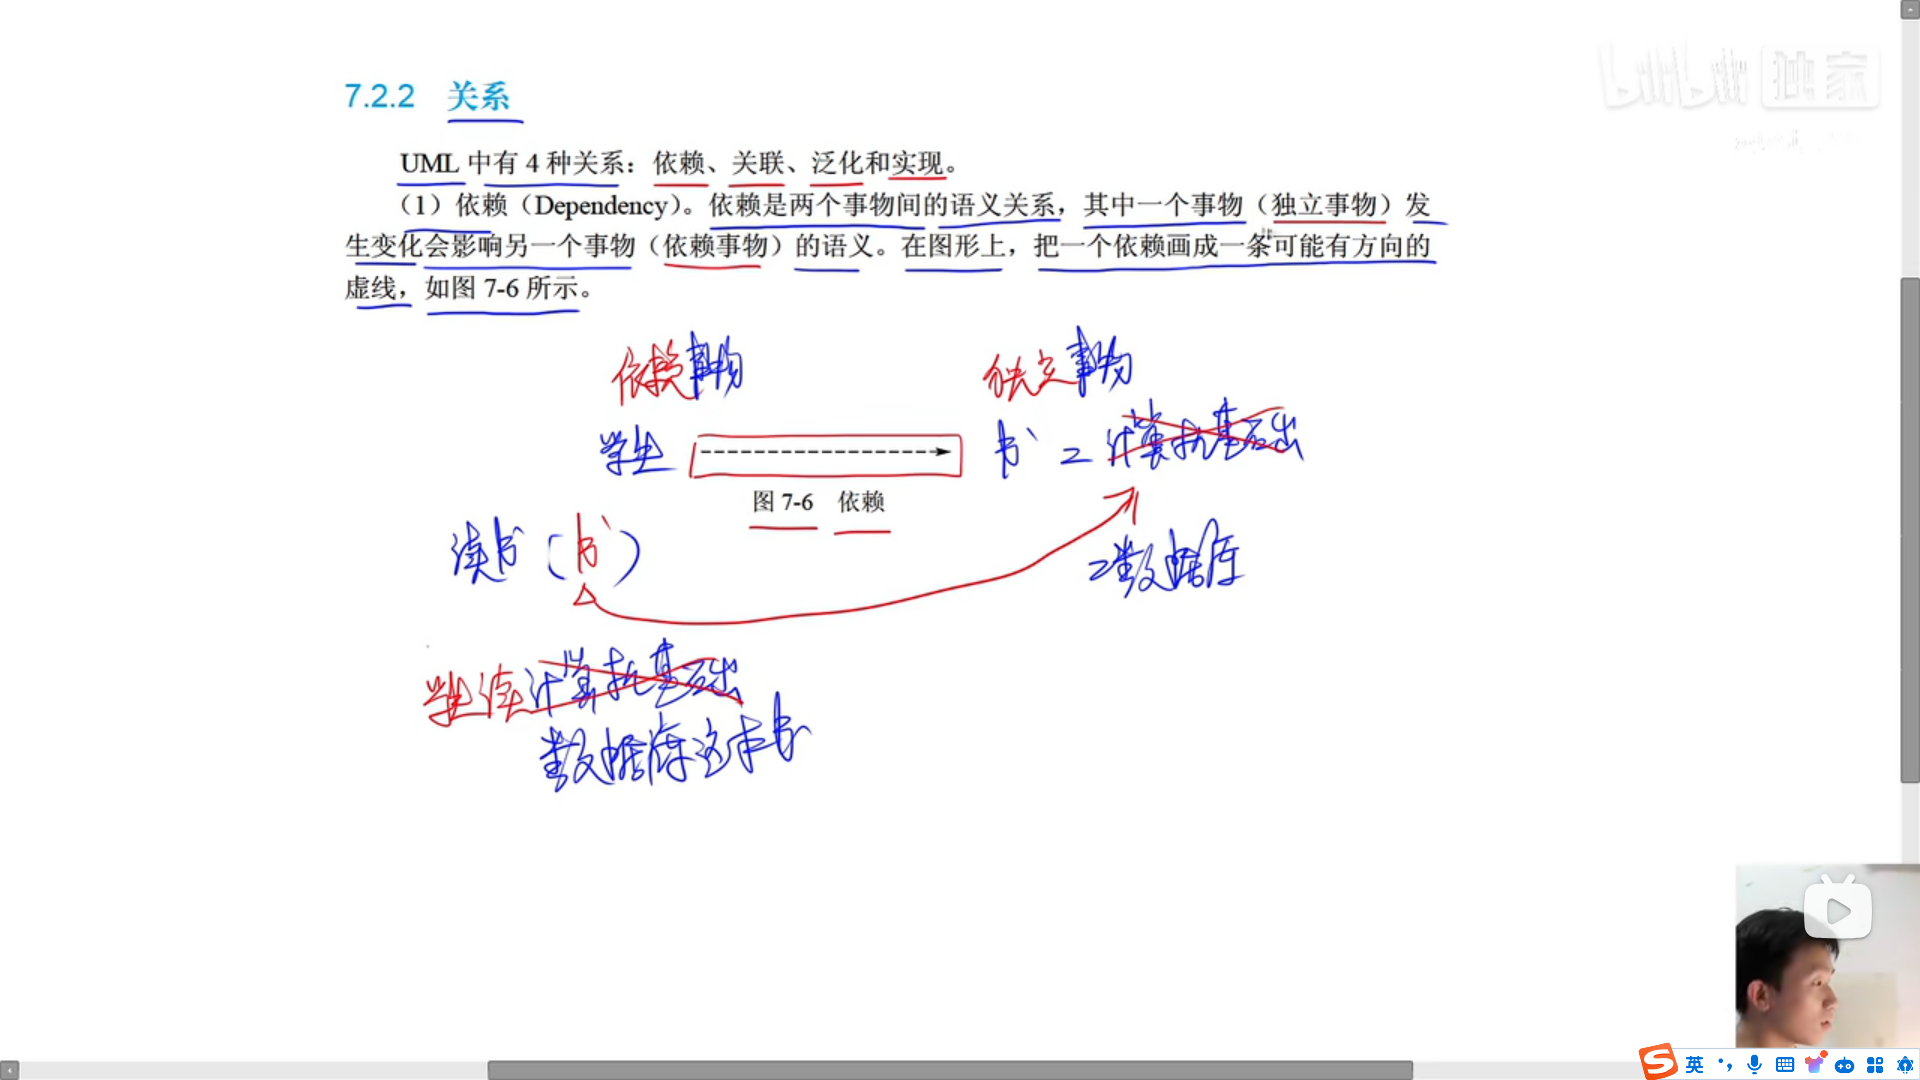 bilibili 独家
7.2.2 关系
UML 中有 4 种关系：依赖、关联、泛化和实现。
（1）依赖（Dependency）。依赖是两个事物间的语义关系，其中一个事物（独立事物）发
生变化会影响另一个事物（依赖事物）的语义。在图形上，把一个依赖画成一条可能有方向的
虚线，如图 7-6 所示。
依赖事物 独立事物
学生 书 = 计算机基础
图 7-6 依赖
读书（书） =数据库
学生读计算机基础
数据库这本书
英